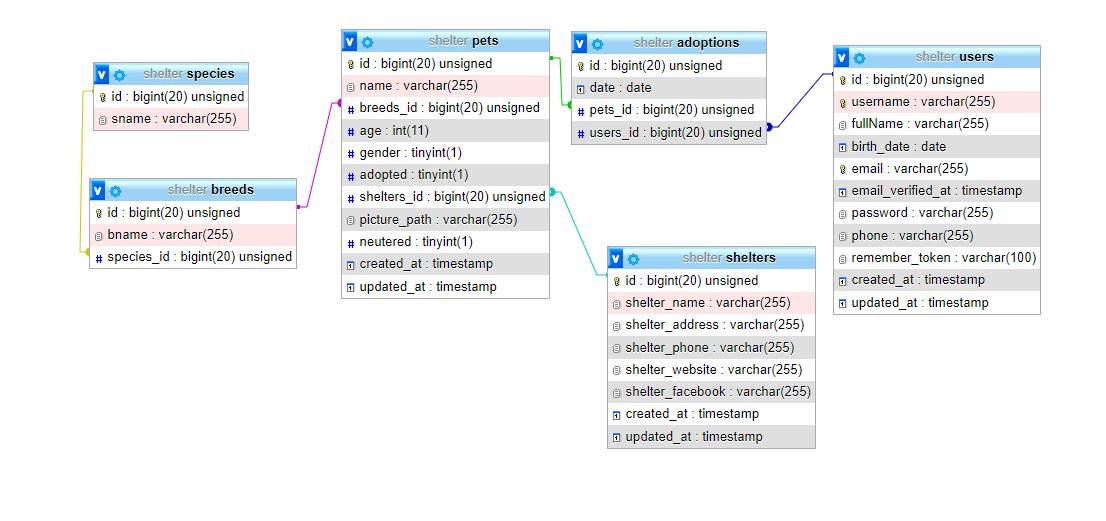 shelter species
id : bigint(20) unsigned
sname : varchar(255)
shelter breeds
id : bigint(20) unsigned
bname : varchar(255)
species_id : bigint(20) unsigned
shelter pets
id : bigint(20) unsigned
name : varchar(255)
breeds_id : bigint(20) unsigned
age : int(11)
gender : tinyint(1)
adopted : tinyint(1)
shelters_id : bigint(20) unsigned
picture_path : varchar(255)
neutered : tinyint(1)
created_at : timestamp
updated_at : timestamp
shelter adoptions
id : bigint(20) unsigned
date : date
pets_id : bigint(20) unsigned
users_id : bigint(20) unsigned
shelter shelters
id : bigint(20) unsigned
shelter_name : varchar(255)
shelter_address : varchar(255)
shelter_phone : varchar(255)
shelter_website : varchar(255)
shelter_facebook : varchar(255)
created_at : timestamp
updated_at : timestamp
shelter users
id : bigint(20) unsigned
username : varchar(255)
fullName : varchar(255)
birth_date : date
email : varchar(255)
email_verified_at : timestamp
password : varchar(255)
phone : varchar(255)
remember_token : varchar(100)
created_at : timestamp
updated_at : timestamp